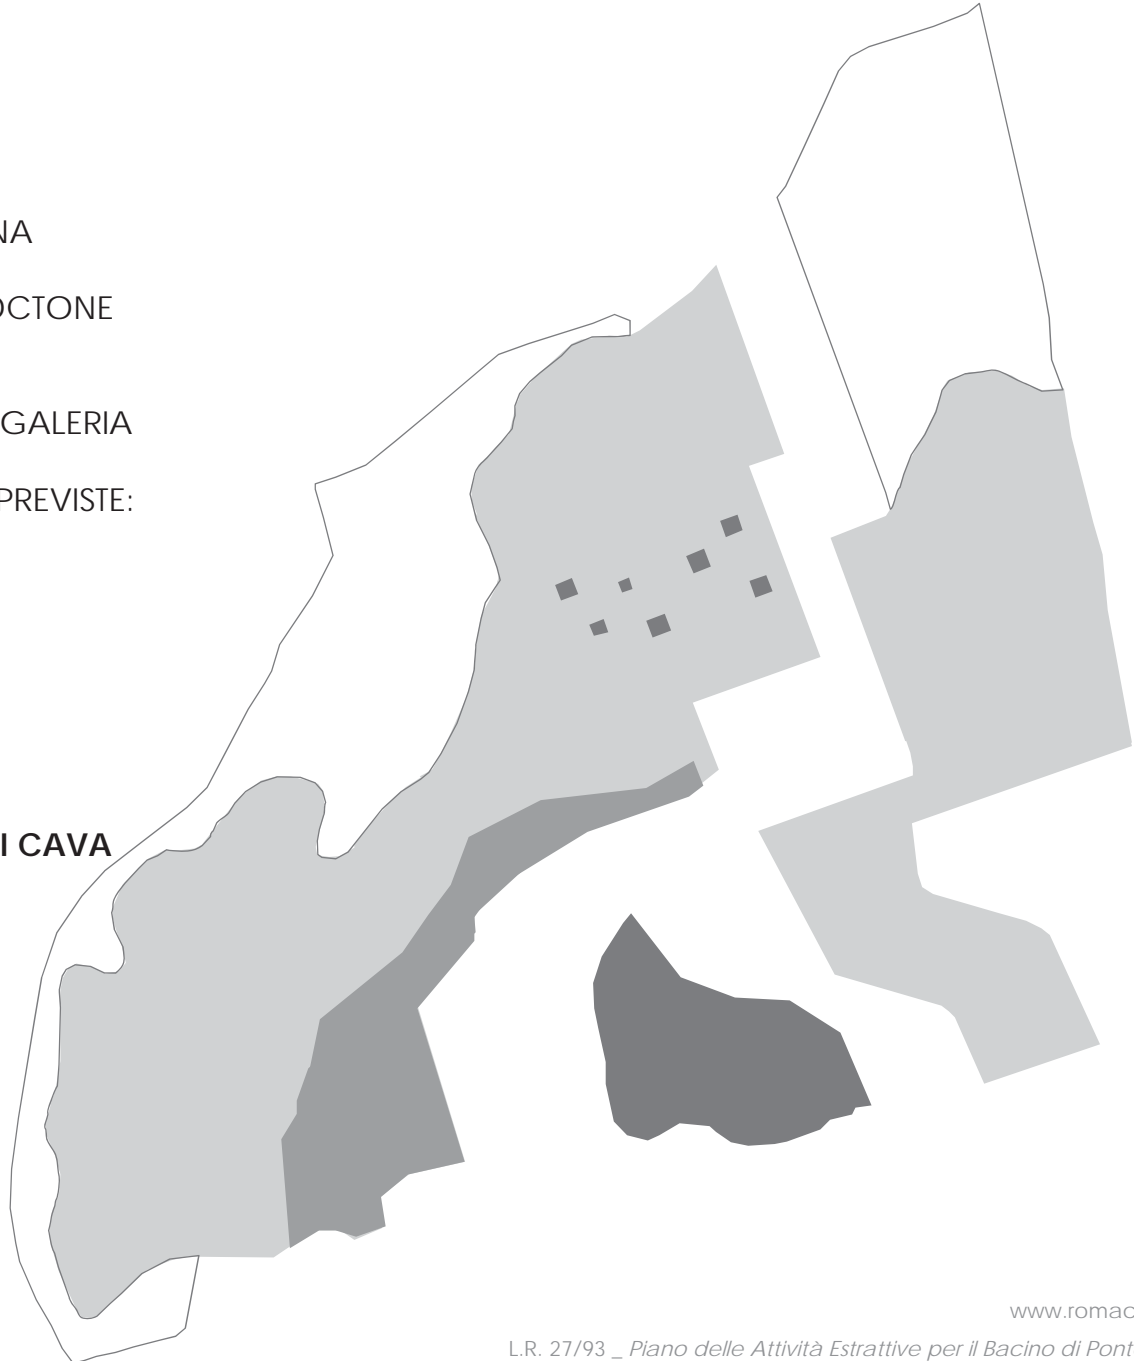 NA
OCTONE
GALERIA
PREVISTE:
I CAVA
www.romac
L.R. 27/93 _ Piano delle Attività Estrattive per il Bacino di Pont